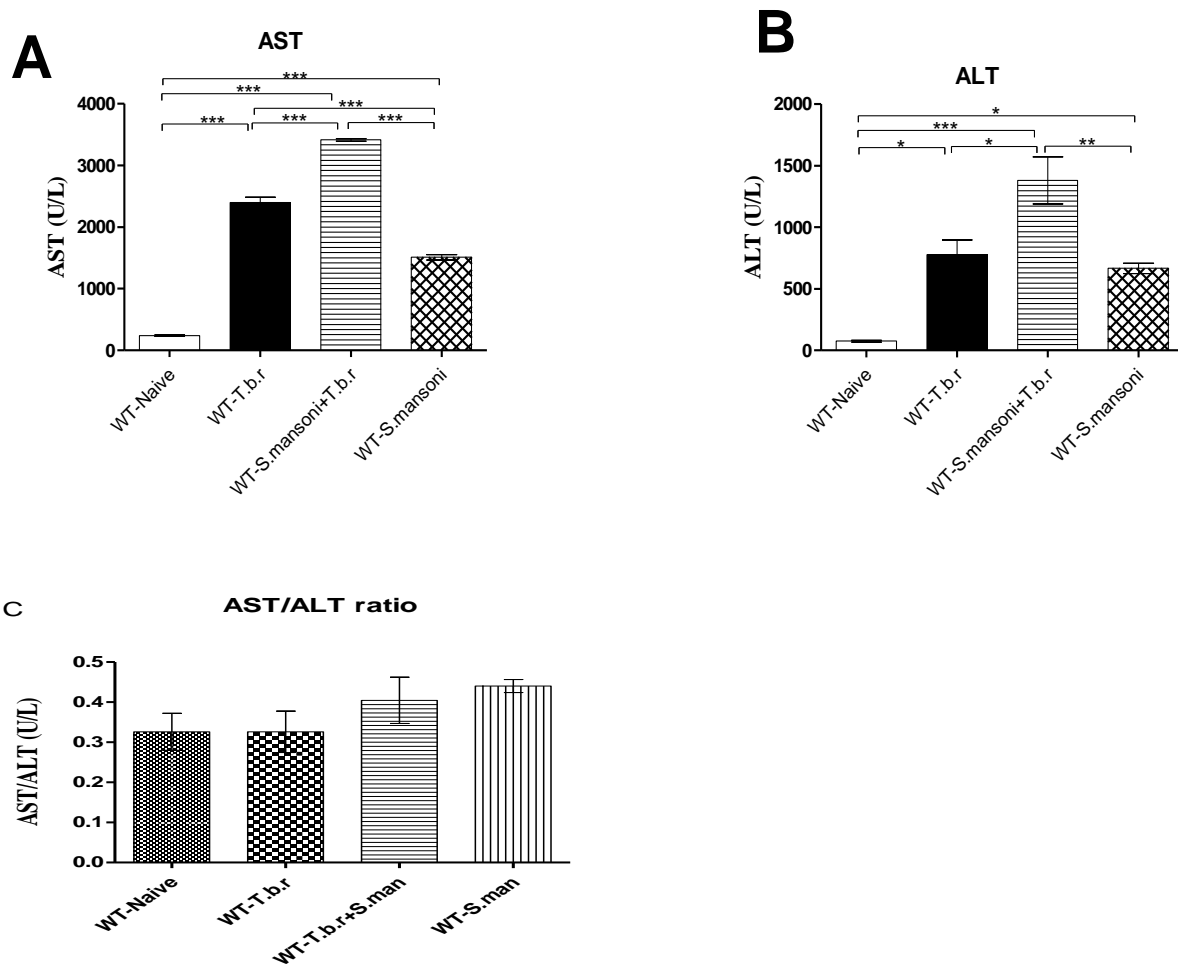 A
AST
***
***
***
***
***
***
4000
3000
2000
1000
0
AST (U/L)
WT-Naive
WT-T.b.r
WT-S.mansoni+T.b.r
WT-S.mansoni
B
ALT
*
***
*
*
**
2000
1500
1000
500
0
ALT (U/L)
WT-Naive
WT-T.b.r
WT-S.mansoni+T.b.r
WT-S.mansoni
C
AST/ALT ratio
0.5
0.4
0.3
0.2
0.1
0.0
AST/ALT (U/L)
WT-Naive
WT-T.b.r
WT-T.b.r+S.man
WT-S.man